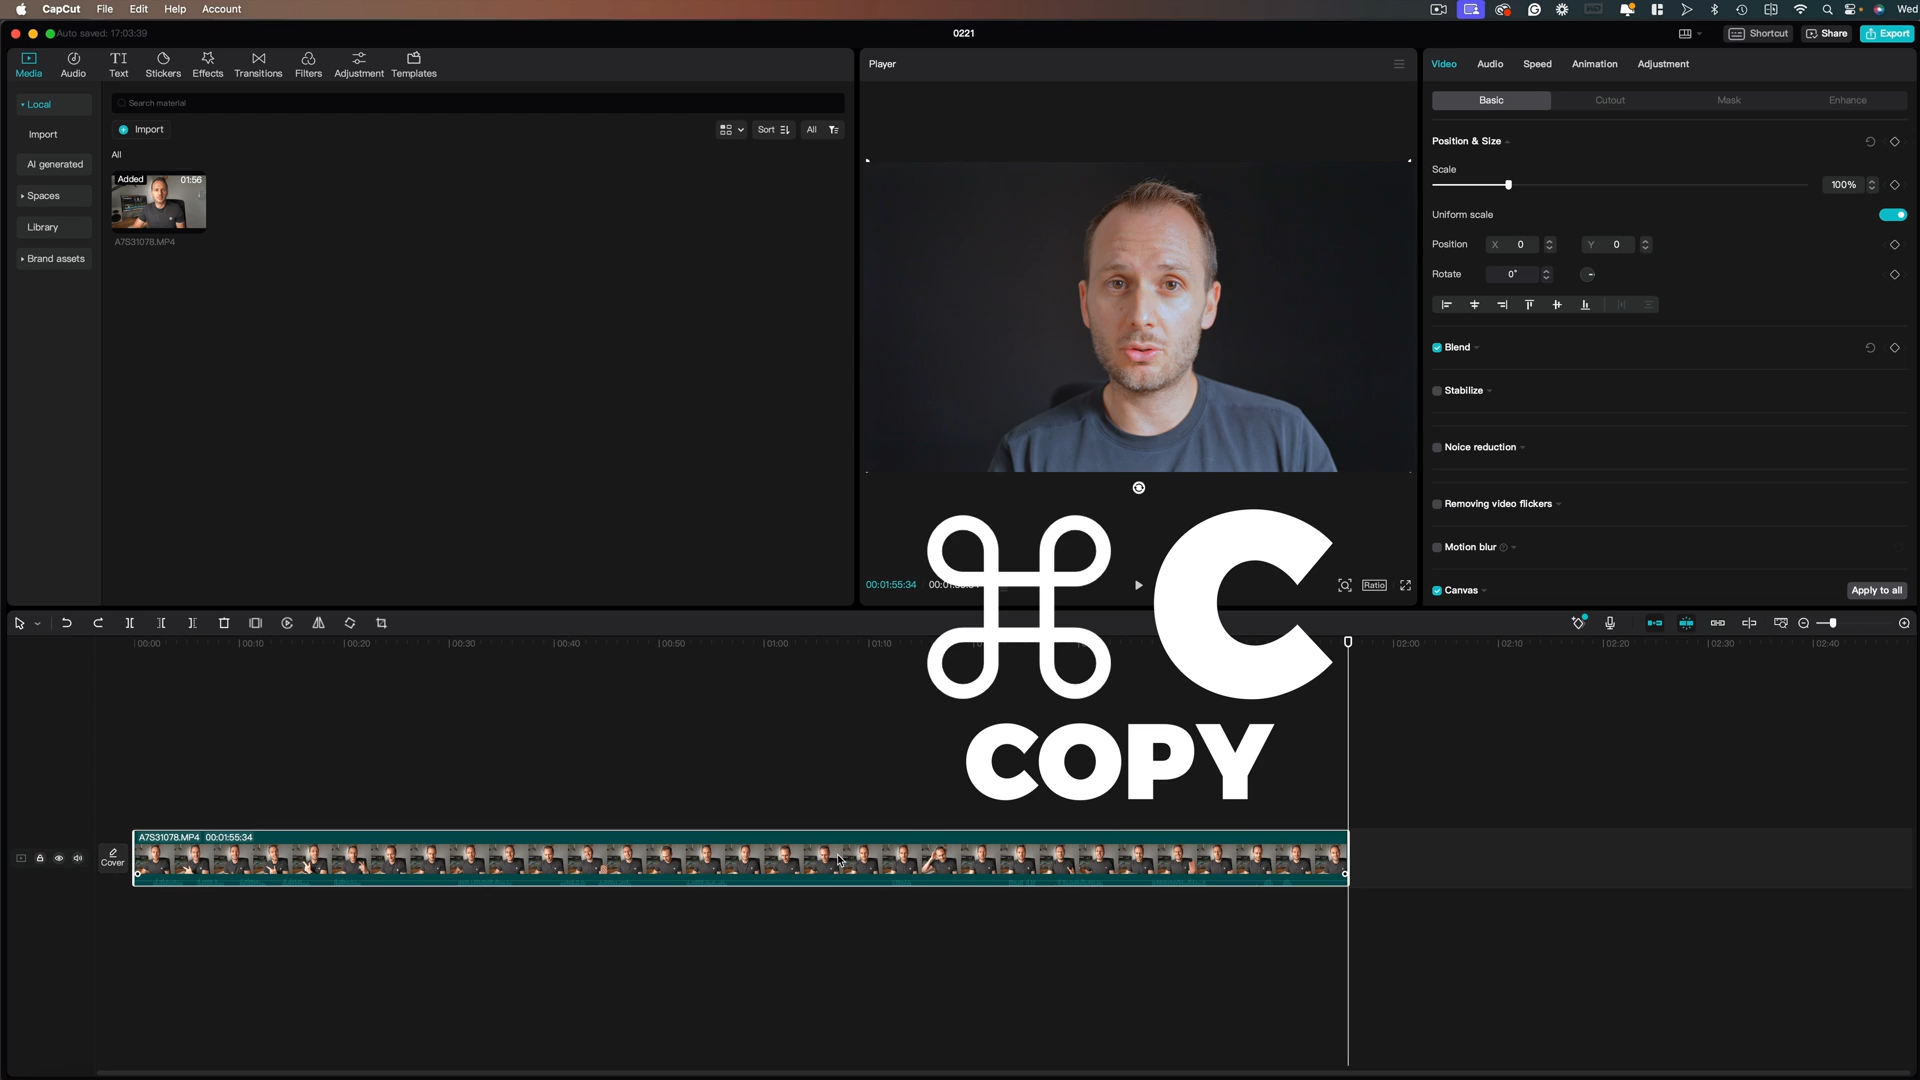 CapCut File Edit Help Account
Wed
Auto saved: 17:03:39
0221
Shortcut Share Export
Media Audio Text Stickers Effects Transitions Filters Adjustment Templates
TI
Local
Import
AI generated
Spaces
Library
Brand assets
Search material
Import
Sort All
All
Added 01:56
A7S31078.MP4
Player
00:01:55:34
Ratio
Video Audio Speed Animation Adjustment
Basic Cutout Mask Enhance
Position & Size
Scale
100%
Uniform scale
Position X 0 Y 0
Rotate 0°
Blend
Stabilize
Noice reduction
Removing video flickers
Motion blur
Canvas
Apply to all
⌘ C
COPY
00:00 00:10 00:20 00:30 00:40 00:50 01:00 01:10 02:00 02:10 02:20 02:30 02:40
Cover
A7S31078.MP4 00:01:55:34